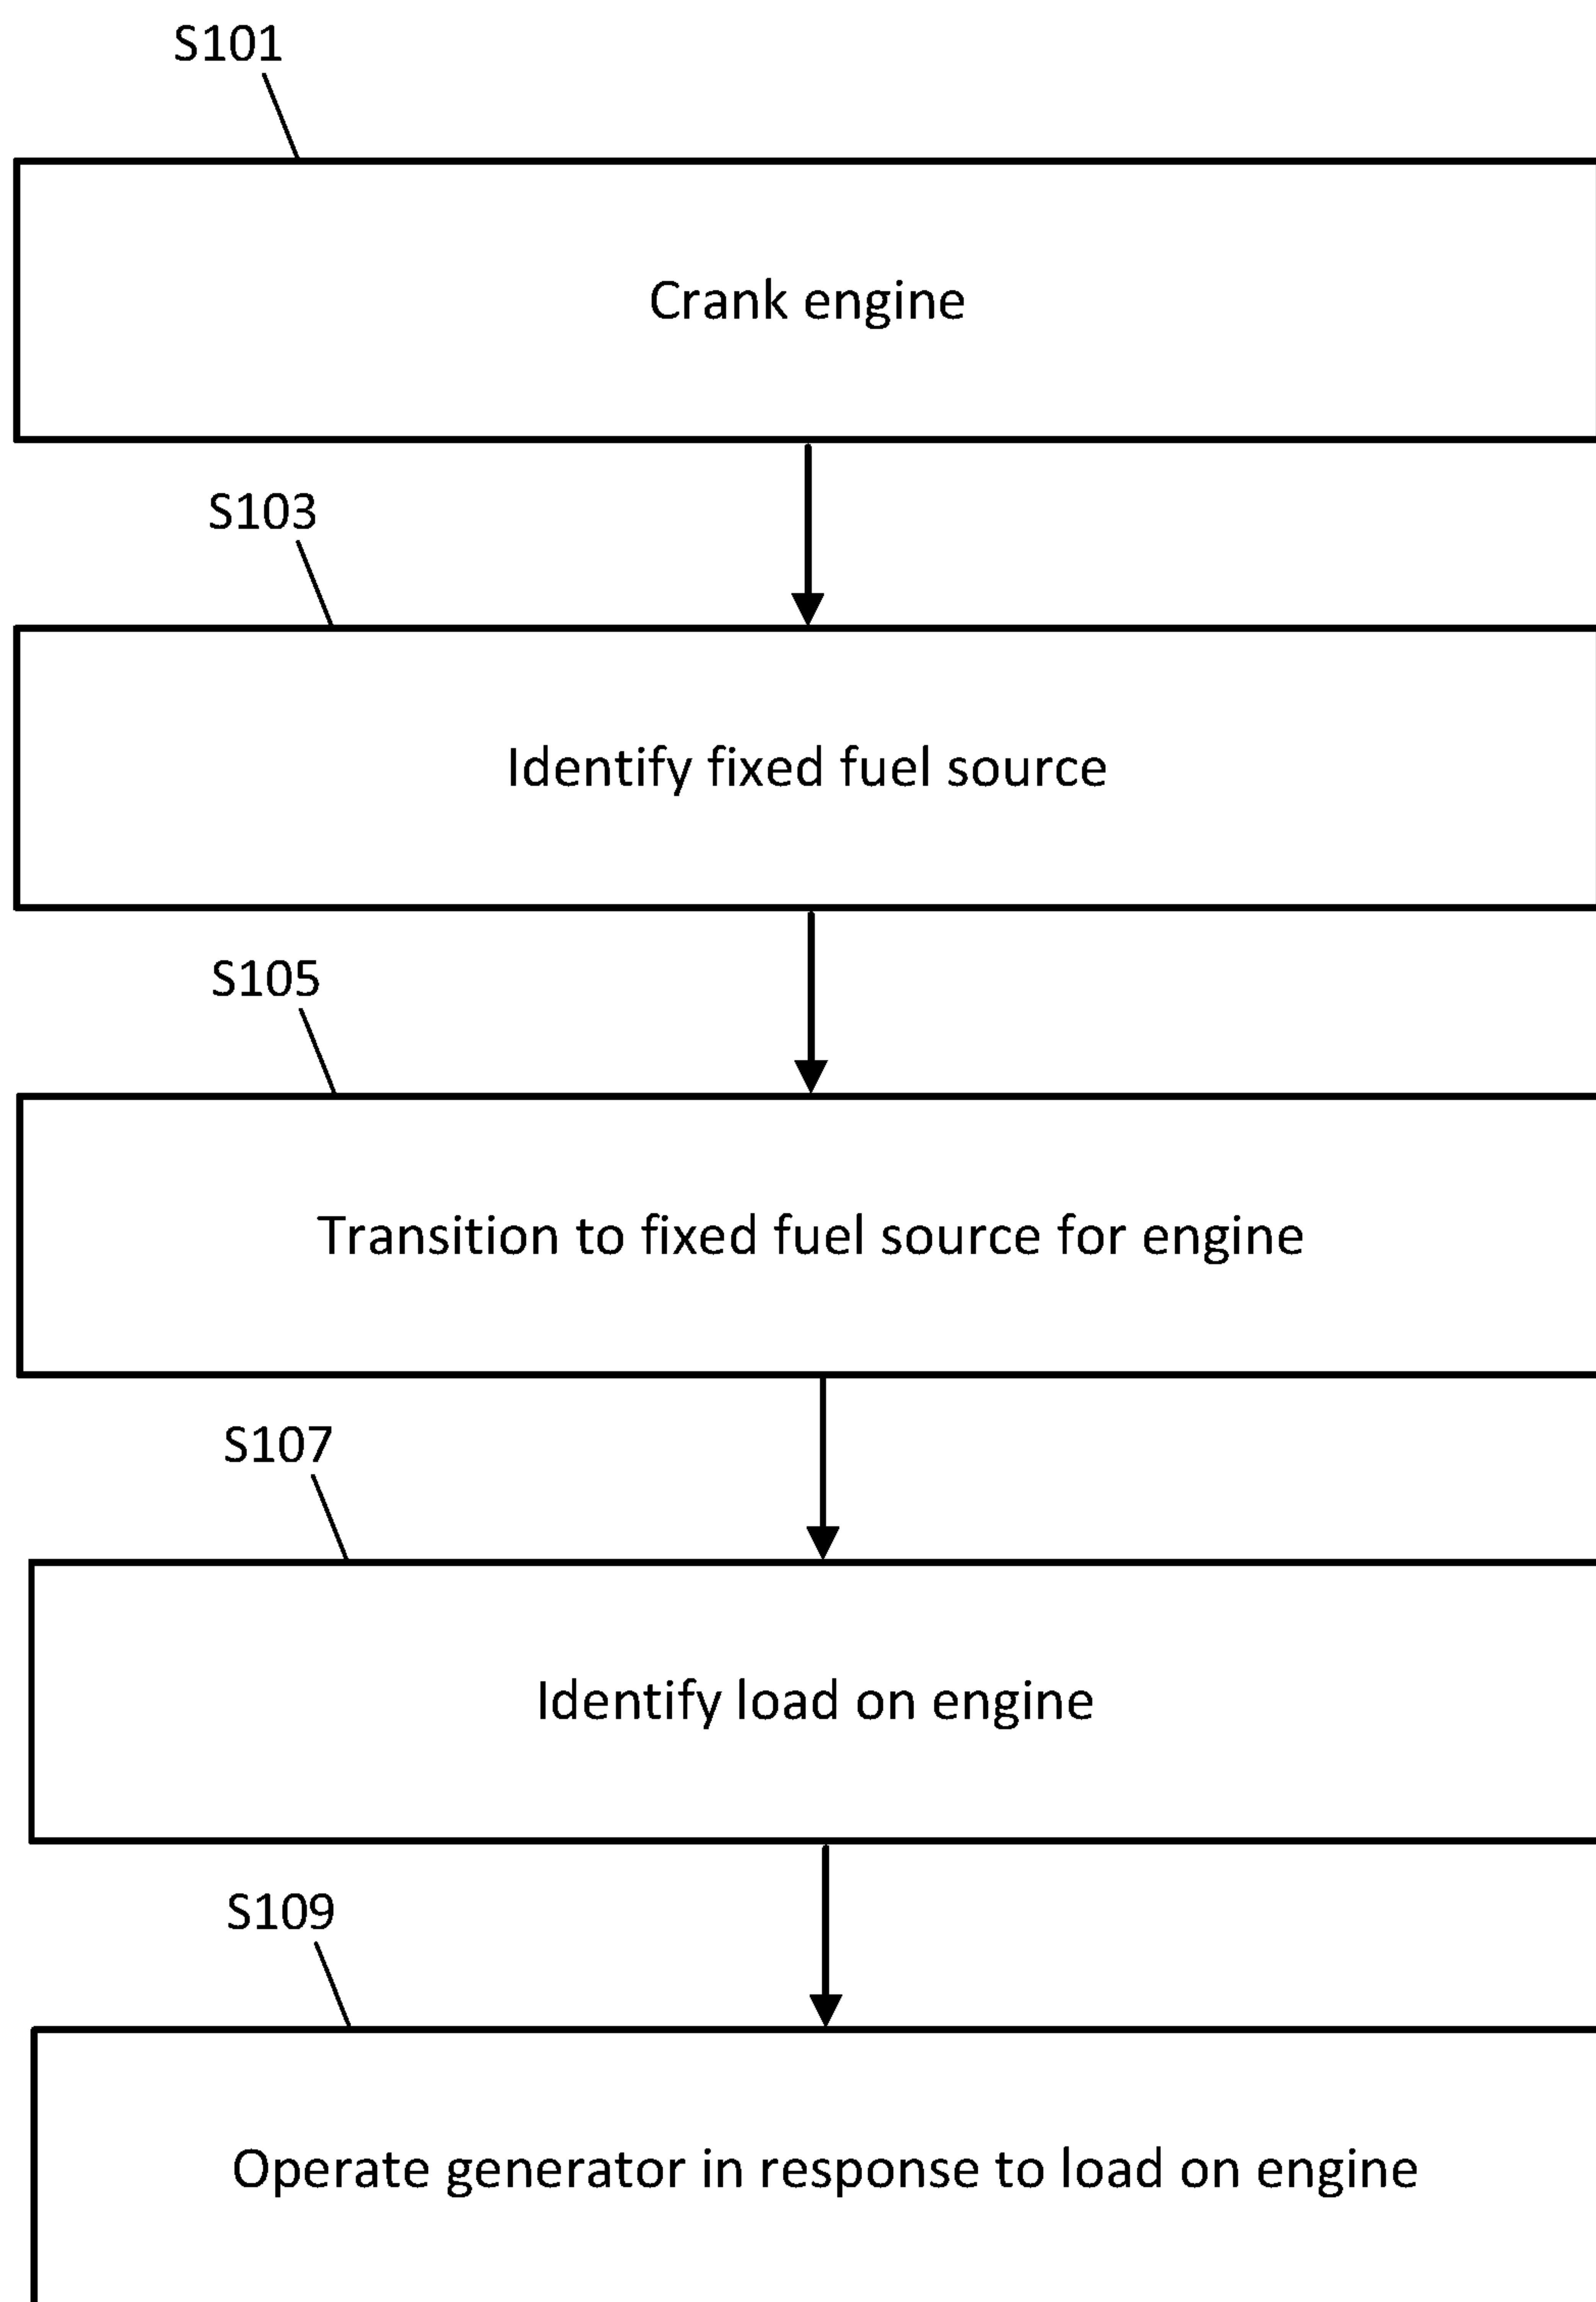 S101
Crank engine
S103
Identify fixed fuel source
S105
Transition to fixed fuel source for engine
S107
Identify load on engine
S109
Operate generator in response to load on engine